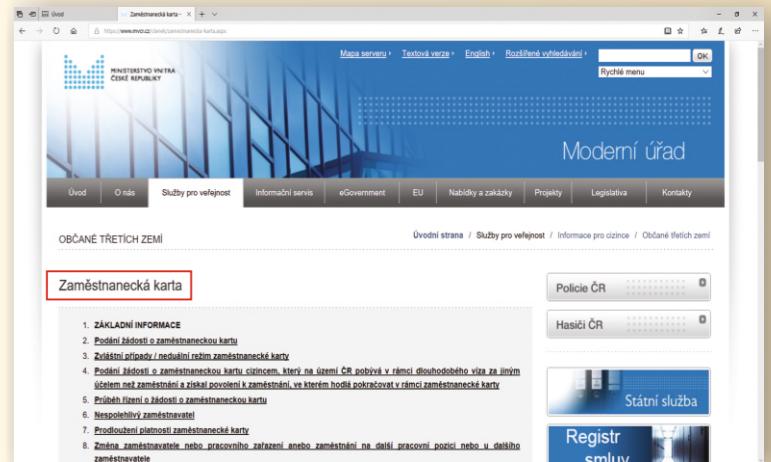 Úvod
Zaměstnanecká karta -
https://www.mvcr.cz/clanek/zamestnanecka-karta.aspx
Mapa serveru
Textová verze
English
Rozšířené vyhledávání
OK
Rychlé menu
MINISTERSTVO VNITRA
ČESKÉ REPUBLIKY
Moderní úřad
Úvod
O nás
Služby pro veřejnost
Informační servis
eGovernment
EU
Nabídky a zakázky
Projekty
Legislativa
Kontakty
OBČANÉ TŘETÍCH ZEMÍ
Úvodní strana / Služby pro veřejnost / Informace pro cizince / Občané třetích zemí
Zaměstnanecká karta
1. ZÁKLADNÍ INFORMACE
2. Podání žádosti o zaměstnaneckou kartu
3. Zvláštní případy / neduální režim zaměstnanecké karty
4. Podání žádosti o zaměstnaneckou kartu cizincem, který na území ČR pobývá v rámci dlouhodobého víza za jiným
účelem než zaměstnání a získal povolení k zaměstnání, ve kterém hodlá pokračovat v rámci zaměstnanecké karty
5. Průběh řízení o žádosti o zaměstnaneckou kartu
6. Nespolehlivý zaměstnavatel
7. Prodloužení platnosti zaměstnanecké karty
8. Změna zaměstnavatele nebo pracovního zařazení anebo zaměstnání na další pracovní pozici nebo u dalšího
zaměstnavatele
Policie ČR
Hasiči ČR
Státní služba
Registr
smluv